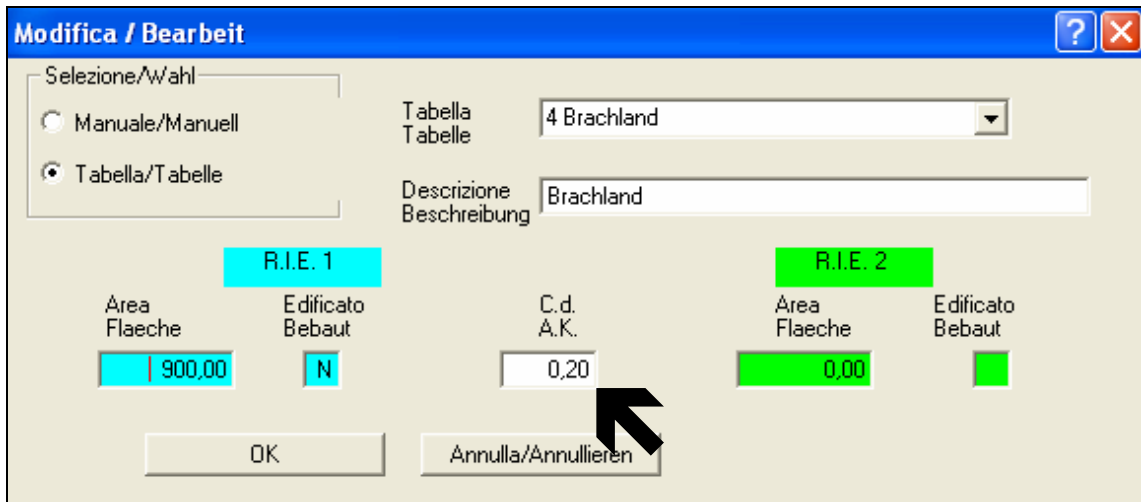 Modifica / Bearbeit
?
Selezione/Wahl
Manuale/Manuell
Tabella/Tabelle
Tabella
Tabelle
4 Brachland
Descrizione
Beschreibung
Brachland
R.I.E. 1
R.I.E. 2
Area
Flaeche
Edificato
Bebaut
C.d.
A.K.
Area
Flaeche
Edificato
Bebaut
900,00
N
0,20
0,00
OK
Annulla/Annullieren